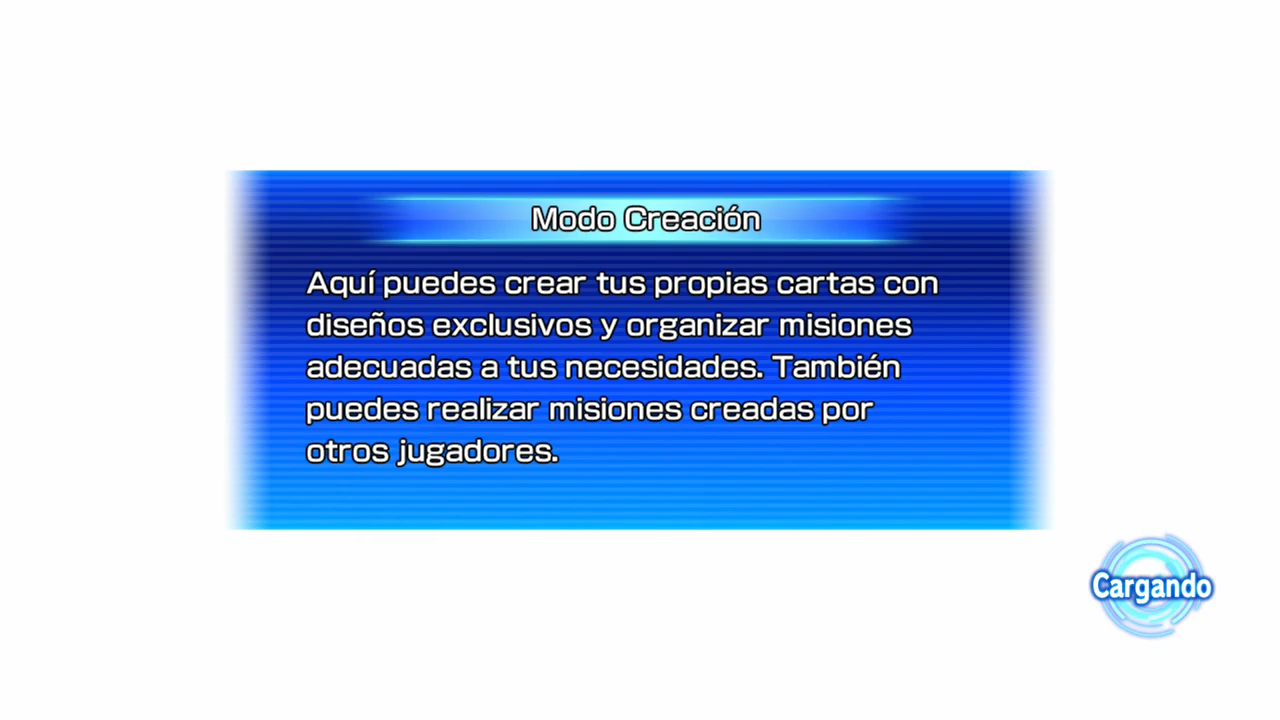 Modo Creación
Aquí puedes crear tus propias cartas con
diseños exclusivos y organizar misiones
adecuadas a tus necesidades. También
puedes realizar misiones creadas por
otros jugadores.
Cargando